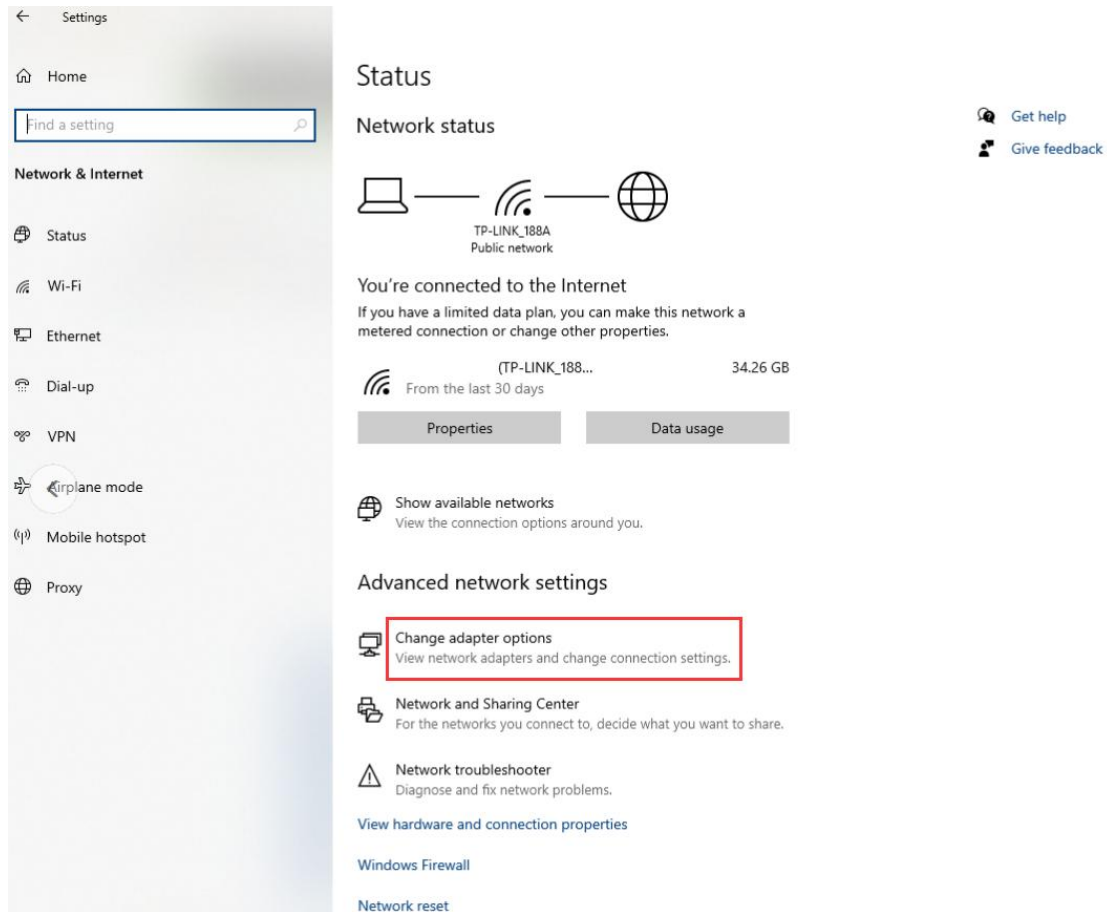 Settings
Home
Find a setting
Network & Internet
Status
Wi-Fi
Ethernet
Dial-up
VPN
Airplane mode
Mobile hotspot
Proxy
Status
Network status
TP-LINK_188A
Public network
You're connected to the Internet
If you have a limited data plan, you can make this network a
metered connection or change other properties.
(TP-LINK_188... 34.26 GB
From the last 30 days
Properties Data usage
Show available networks
View the connection options around you.
Advanced network settings
Change adapter options
View network adapters and change connection settings.
Network and Sharing Center
For the networks you connect to, decide what you want to share.
Network troubleshooter
Diagnose and fix network problems.
View hardware and connection properties
Windows Firewall
Network reset
Get help
Give feedback